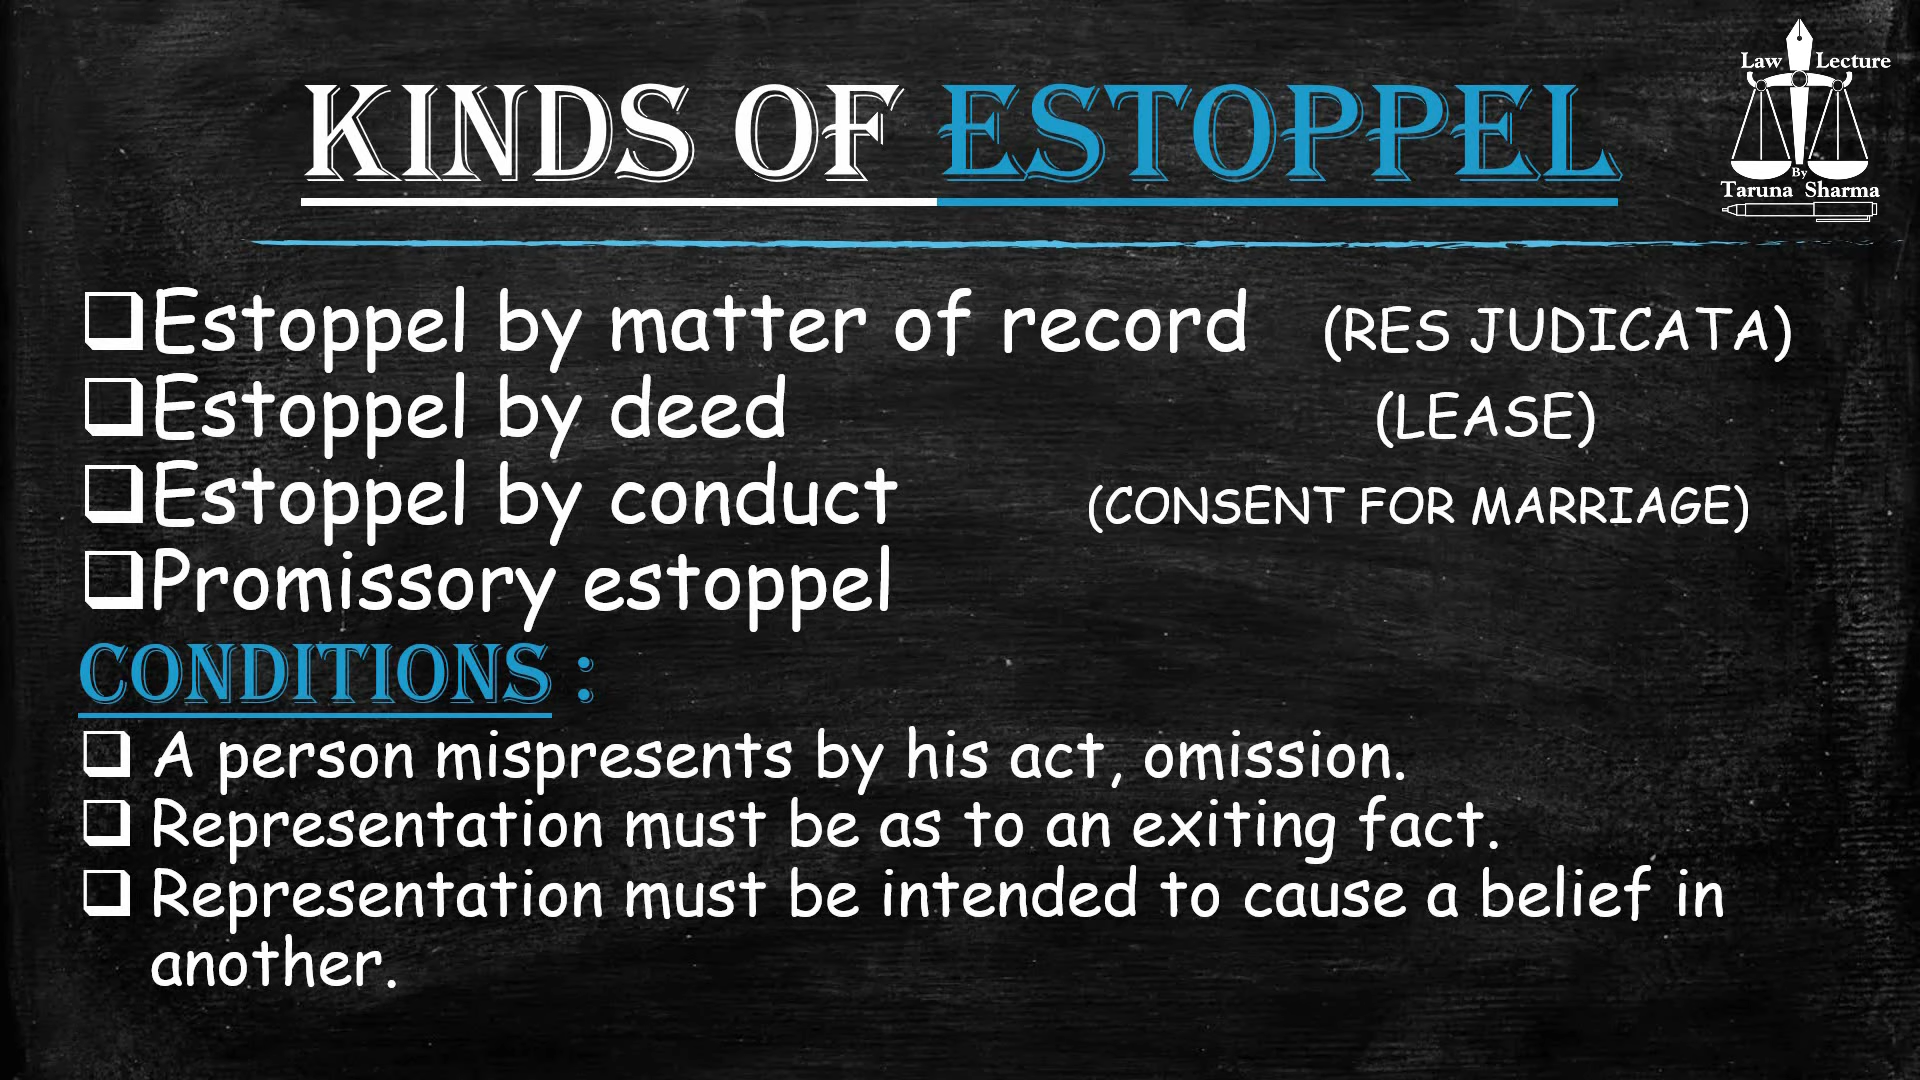 KINDS OF ESTOPPEL
Law Lecture
By
Taruna Sharma
❑Estoppel by matter of record (RES JUDICATA)
❑Estoppel by deed (LEASE)
❑Estoppel by conduct (CONSENT FOR MARRIAGE)
❑Promissory estoppel
CONDITIONS :
❑ A person mispresents by his act, omission.
❑ Representation must be as to an exiting fact.
❑ Representation must be intended to cause a belief in
another.